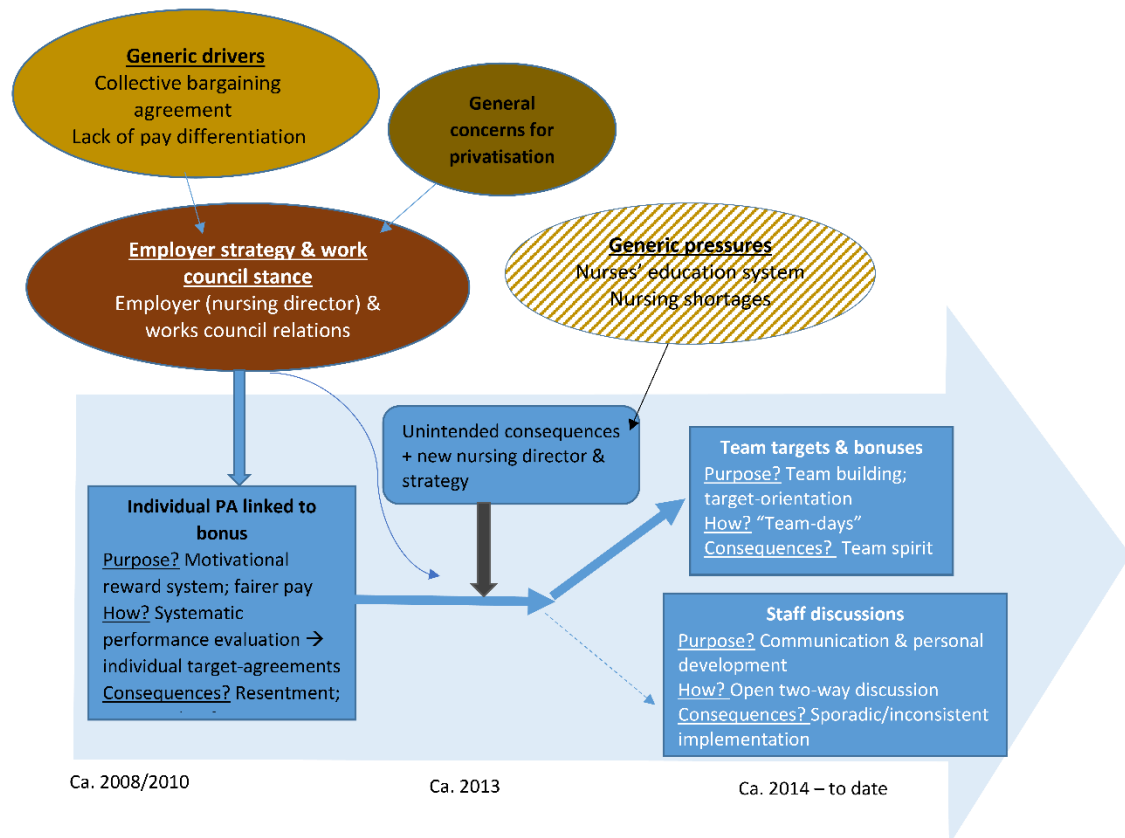 Generic drivers
Collective bargaining
agreement
Lack of pay differentiation
General
concerns for
privatisation
Employer strategy & work
council stance
Employer (nursing director) &
works council relations
Generic pressures
Nurses' education system
Nursing shortages
Unintended consequences
+ new nursing director &
strategy
Individual PA linked to
bonus
Purpose? Motivational
reward system; fairer pay
How? Systematic
performance evaluation →
individual target-agreements
Consequences? Resentment;
Team targets & bonuses
Purpose? Team building;
target-orientation
How? “Team-days”
Consequences? Team spirit
Staff discussions
Purpose? Communication & personal
development
How? Open two-way discussion
Consequences? Sporadic/inconsistent
implementation
Ca. 2008/2010
Ca. 2013
Ca. 2014 – to date